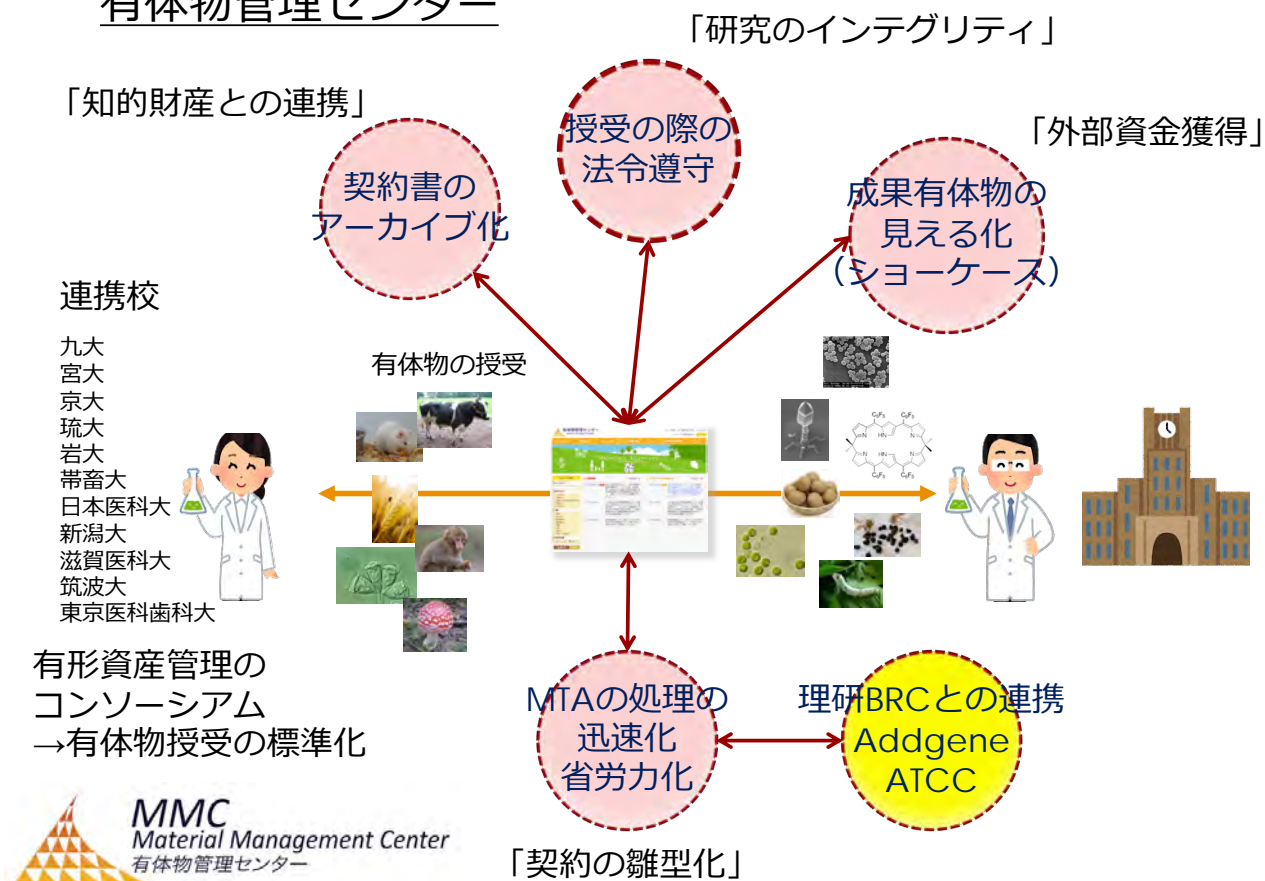 有体物管理センター
「研究のインテグリティ」
「知的財産との連携」
「外部資金獲得」
授受の際の
法令遵守
契約書の
アーカイブ化
成果有体物の
見える化
（ショーケース）
連携校
九大
宮大
京大
琉大
岩大
帯畜大
日本医科大
新潟大
滋賀医科大
筑波大
東京医科歯科大
有体物の授受
C₆F₅
C₆F₅
N
HN
N
N
HN
N
C₆F₅
C₆F₅
有形資産管理の
コンソーシアム
→有体物授受の標準化
MTAの処理の
迅速化
省労力化
理研BRCとの連携
Addgene
ATCC
「契約の雛型化」
MMC
Material Management Center
有体物管理センター